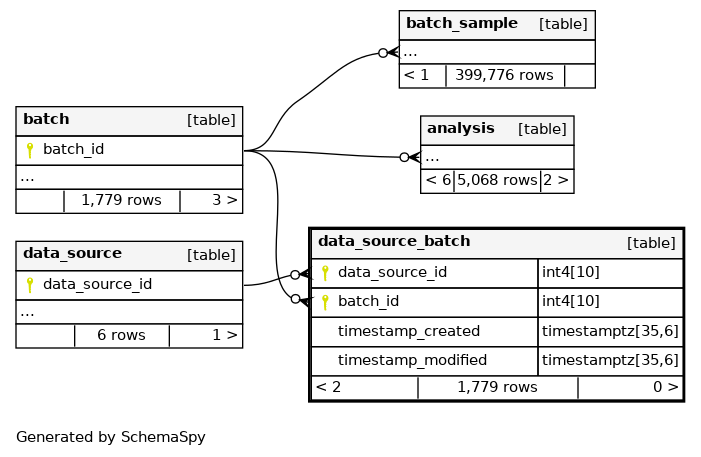 batch_sample [table]
...
< 1 399,776 rows
batch [table]
batch_id
...
1,779 rows 3 >
analysis [table]
...
< 6 5,068 rows 2 >
data_source [table]
data_source_id
...
6 rows 1 >
data_source_batch [table]
data_source_id int4[10]
batch_id int4[10]
timestamp_created timestamptz[35,6]
timestamp_modified timestamptz[35,6]
< 2 1,779 rows 0 >
Generated by SchemaSpy